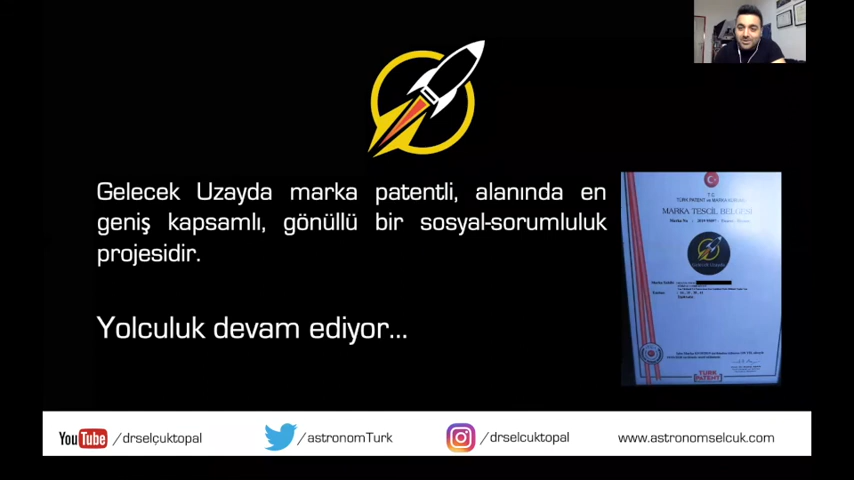 Gelecek Uzayda marka patentli, alanında en
geniş kapsamlı, gönüllü bir sosyal-sorumluluk
projesidir.
Yolculuk devam ediyor...
T.C.
TÜRK PATENT ve MARKA KURUMU
MARKA TESCİL BELGESİ
TÜRK
PATENT
YouTube /drselçuktopal
/astronomTurk
/drselcuktopal
www.astronomselcuk.com